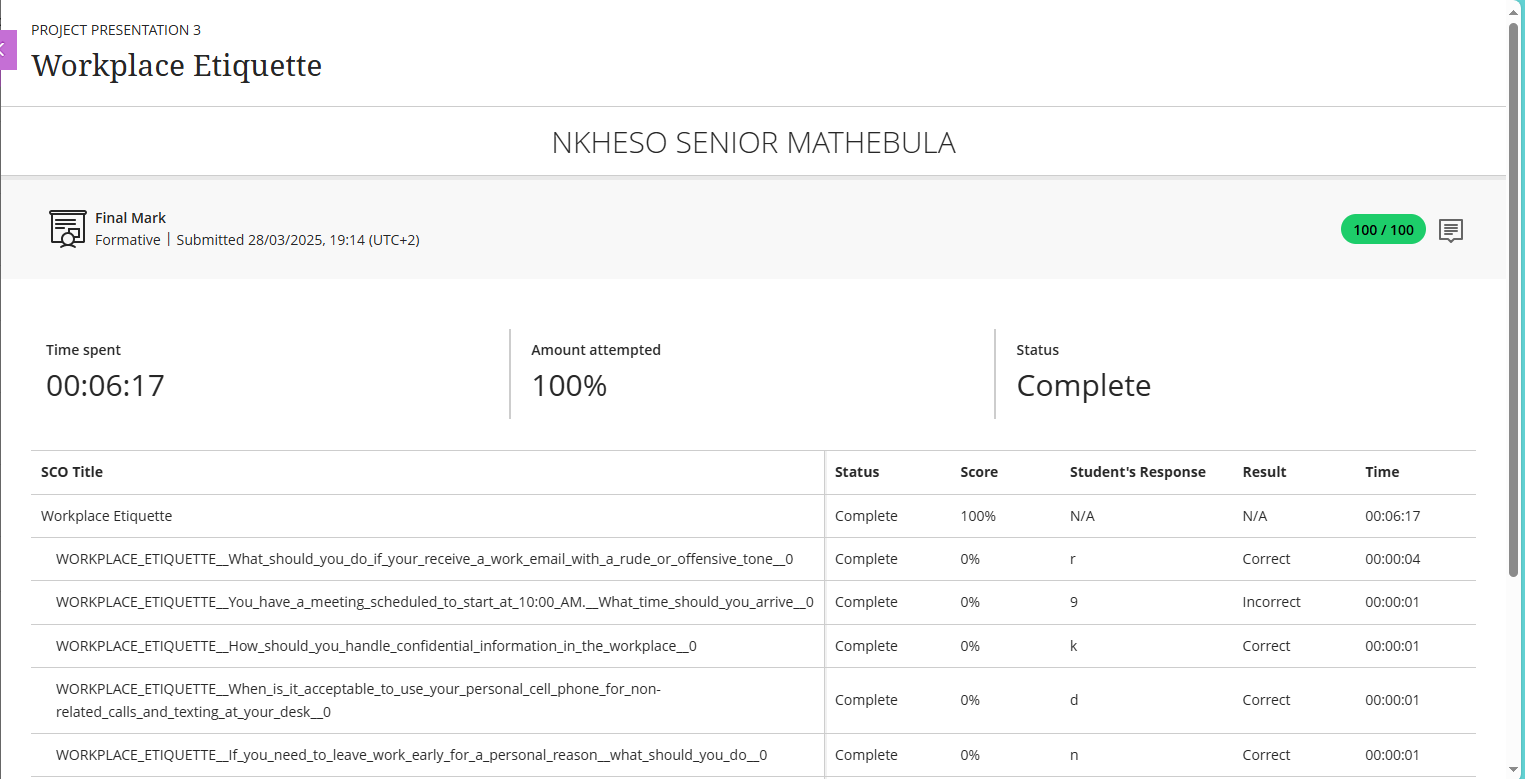 PROJECT PRESENTATION 3
Workplace Etiquette
NKHESO SENIOR MATHEBULA
Final Mark
Formative | Submitted 28/03/2025, 19:14 (UTC+2)
100 / 100
Time spent
00:06:17
Amount attempted
100%
Status
Complete
SCO Title Status Score Student's Response Result Time
Workplace Etiquette Complete 100% N/A N/A 00:06:17
WORKPLACE_ETIQUETTE__What_should_you_do_if_your_receive_a_work_email_with_a_rude_or_offensive_tone__0 Complete 0% r Correct 00:00:04
WORKPLACE_ETIQUETTE__You_have_a_meeting_scheduled_to_start_at_10:00_AM.__What_time_should_you_arrive__0 Complete 0% 9 Incorrect 00:00:01
WORKPLACE_ETIQUETTE__How_should_you_handle_confidential_information_in_the_workplace__0 Complete 0% k Correct 00:00:01
WORKPLACE_ETIQUETTE__When_is_it_acceptable_to_use_your_personal_cell_phone_for_non-
related_calls_and_texting_at_your_desk__0 Complete 0% d Correct 00:00:01
WORKPLACE_ETIQUETTE__If_you_need_to_leave_work_early_for_a_personal_reason__what_should_you_do__0 Complete 0% n Correct 00:00:01